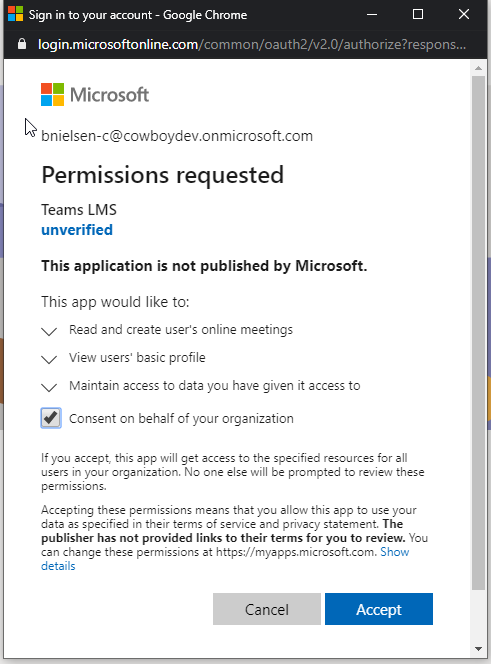 Sign in to your account - Google Chrome
login.microsoftonline.com/common/oauth2/v2.0/authorize?respons...
Microsoft
bnielsen-c@cowboydev.onmicrosoft.com
Permissions requested
Teams LMS
unverified
This application is not published by Microsoft.
This app would like to:
Read and create user's online meetings
View users' basic profile
Maintain access to data you have given it access to
Consent on behalf of your organization
If you accept, this app will get access to the specified resources for all
users in your organization. No one else will be prompted to review these
permissions.
Accepting these permissions means that you allow this app to use your
data as specified in their terms of service and privacy statement. The
publisher has not provided links to their terms for you to review. You
can change these permissions at https://myapps.microsoft.com. Show
details
Cancel
Accept